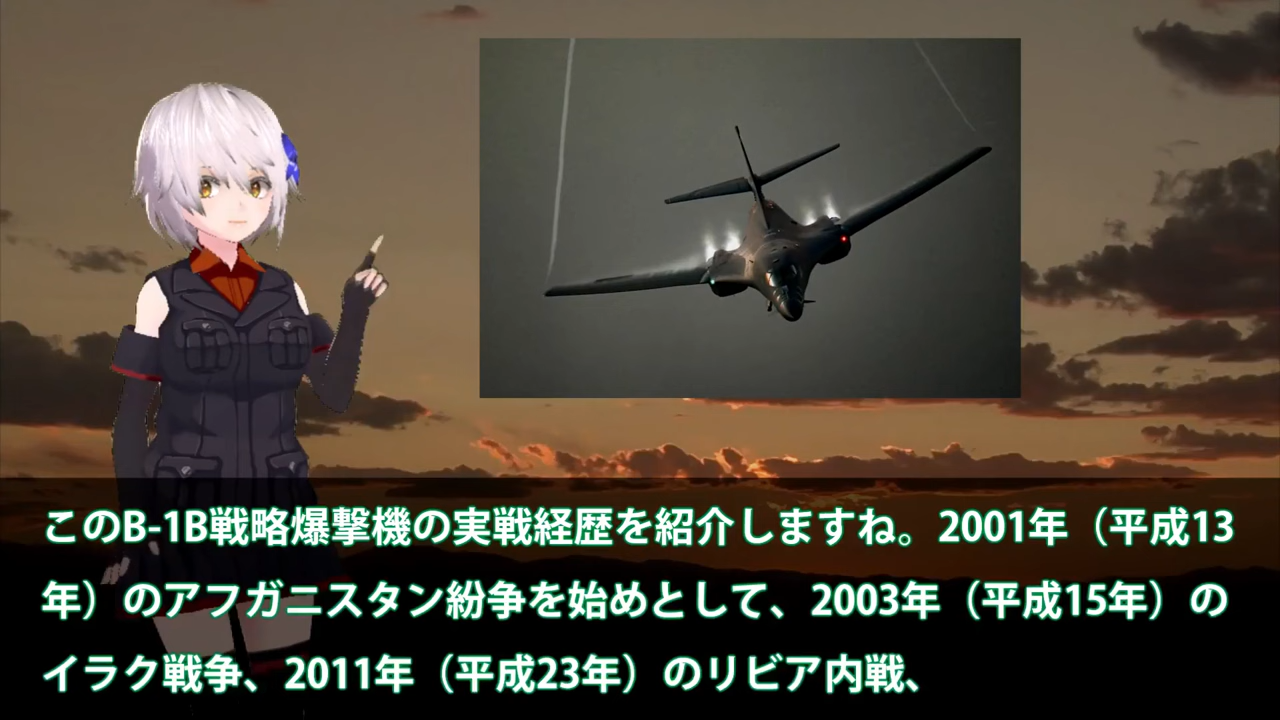 このB-1B戦略爆撃機の実戦経歴を紹介しますね。2001年（平成13
年）のアフガニスタン紛争を始めとして、2003年（平成15年）の
イラク戦争、2011年（平成23年）のリビア内戦、